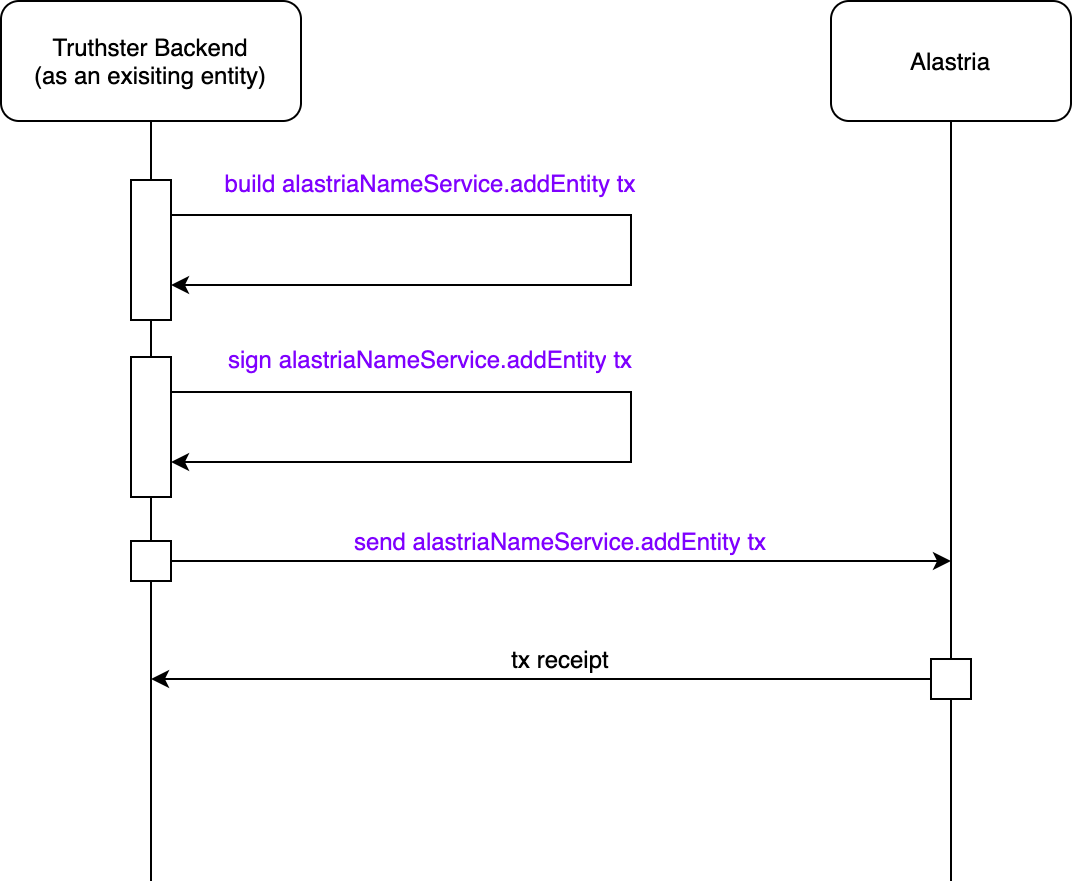 Truthster Backend
(as an exisiting entity)
Alastria
build alastriaNameService.addEntity tx
sign alastriaNameService.addEntity tx
send alastriaNameService.addEntity tx
tx receipt